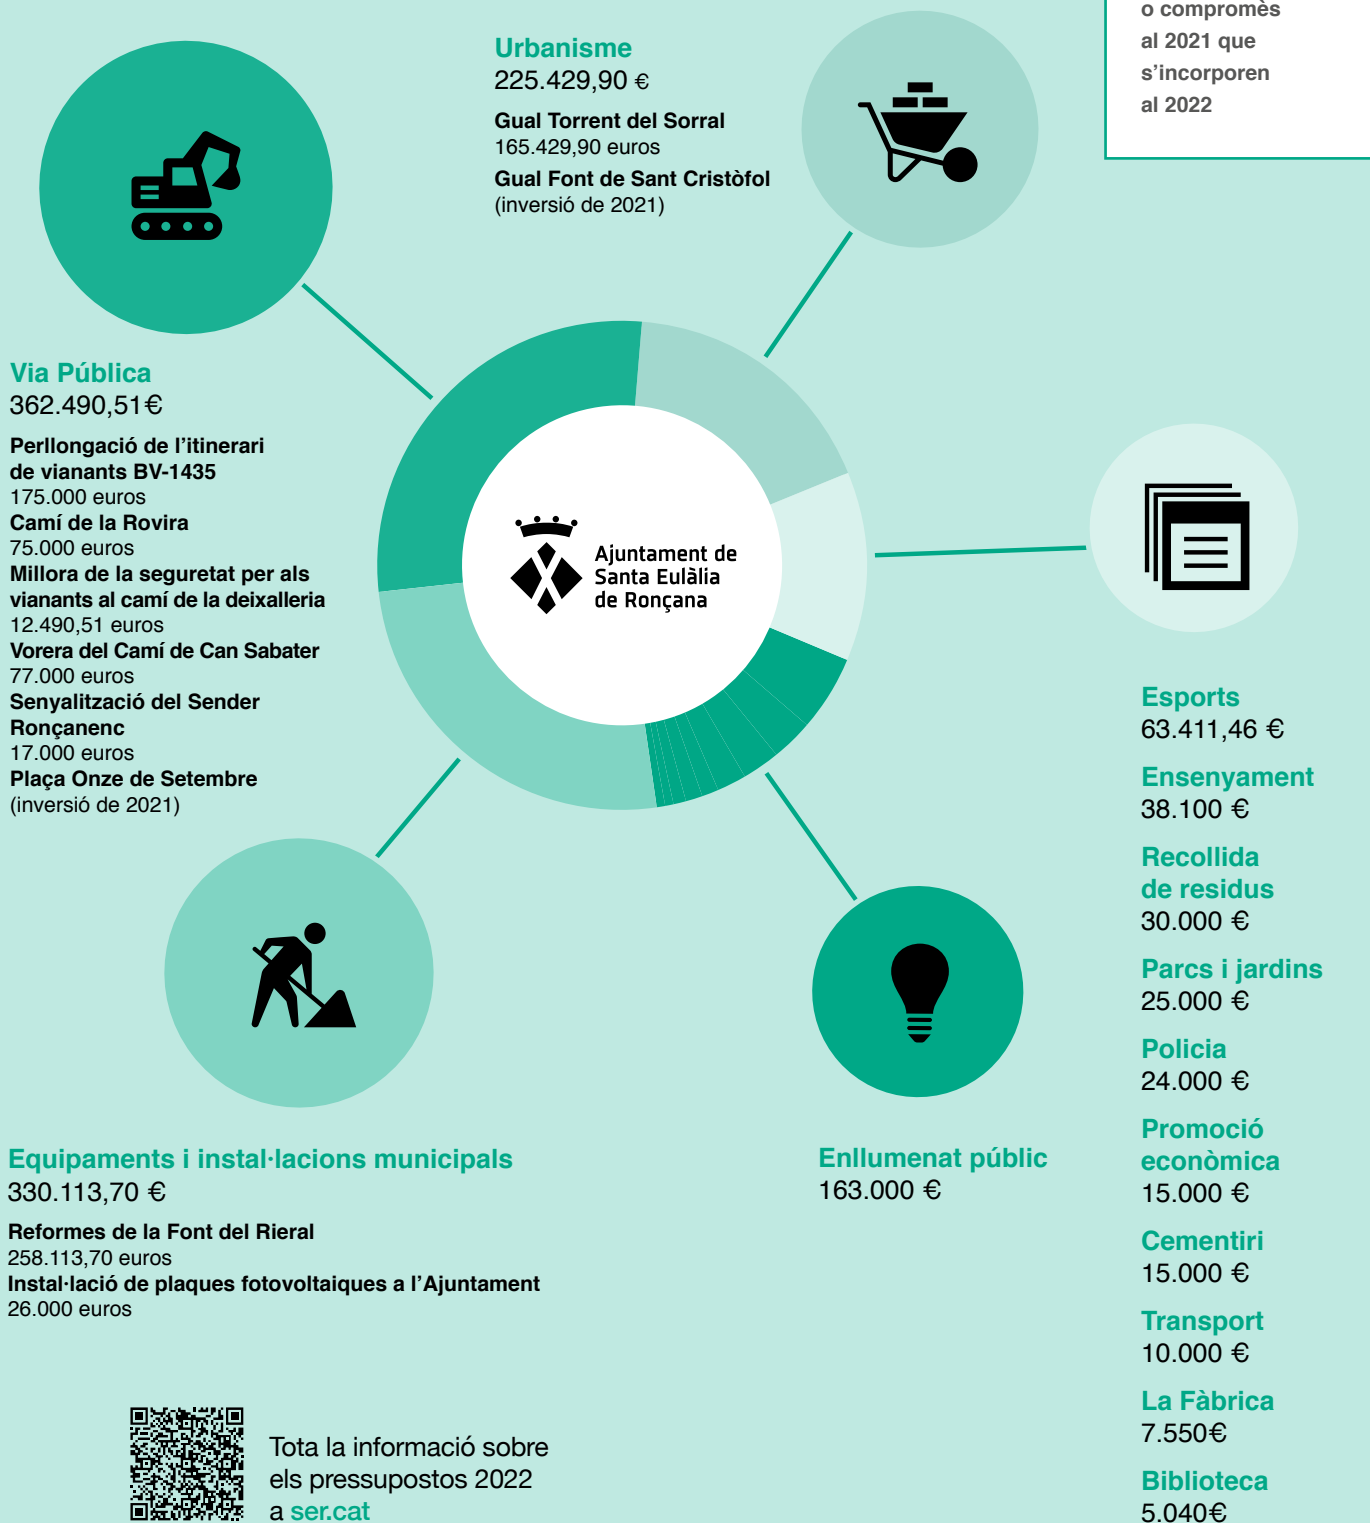 o compromès
al 2021 que
s'incorporen
al 2022
Urbanisme
225.429,90 €
Gual Torrent del Sorral
165.429,90 euros
Gual Font de Sant Cristòfol
(inversió de 2021)
Via Pública
362.490,51€
Perllongació de l'itinerari
de vianants BV-1435
175.000 euros
Camí de la Rovira
75.000 euros
Millora de la seguretat per als
vianants al camí de la deixalleria
12.490,51 euros
Vorera del Camí de Can Sabater
77.000 euros
Senyalització del Sender
Ronçanenc
17.000 euros
Plaça Onze de Setembre
(inversió de 2021)
Ajuntament de
Santa Eulàlia
de Ronçana
Equipaments i instal·lacions municipals
330.113,70 €
Reformes de la Font del Rieral
258.113,70 euros
Instal·lació de plaques fotovoltaiques a l'Ajuntament
26.000 euros
Enllumenat públic
163.000 €
Esports
63.411,46 €
Ensenyament
38.100 €
Recollida
de residus
30.000 €
Parcs i jardins
25.000 €
Policia
24.000 €
Promoció
econòmica
15.000 €
Cementiri
15.000 €
Transport
10.000 €
La Fàbrica
7.550€
Biblioteca
5.040€
Tota la informació sobre
els pressupostos 2022
a ser.cat